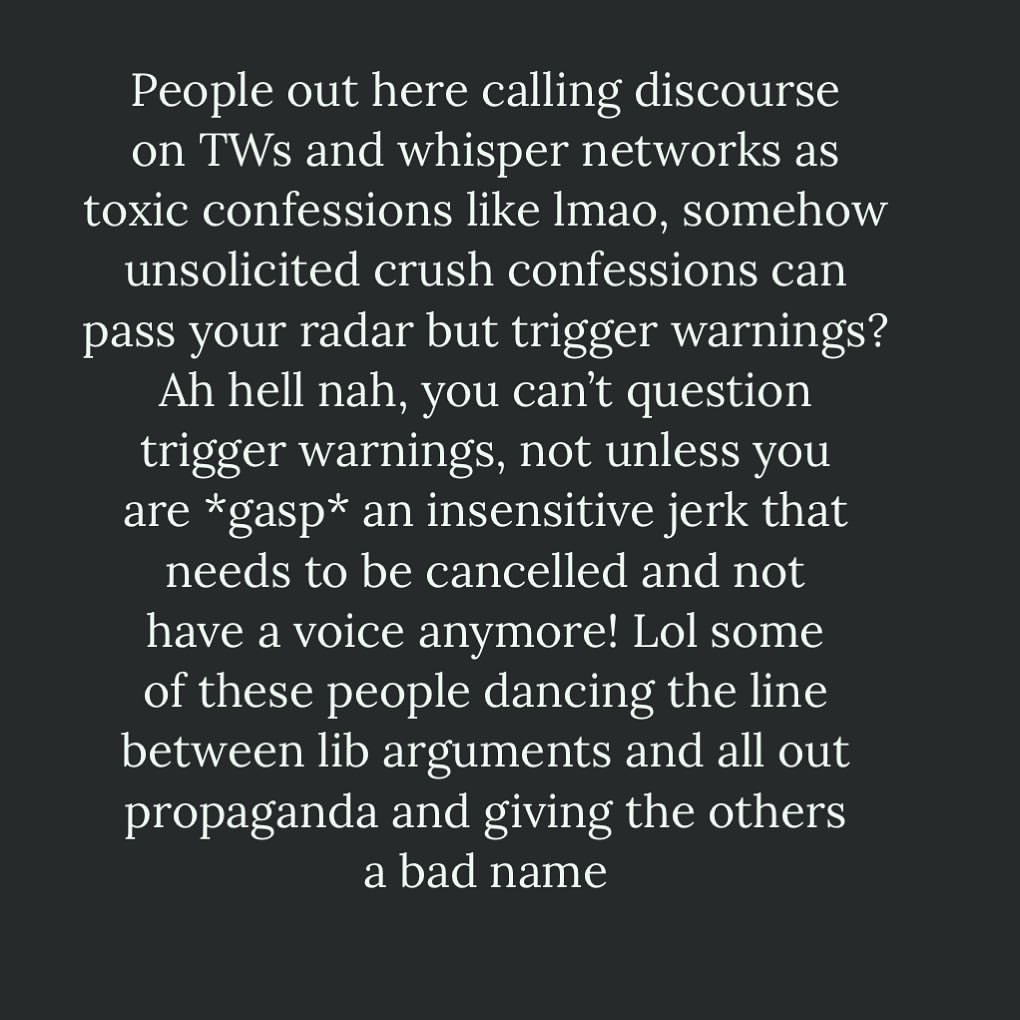 People out here calling discourse
on TWs and whisper networks as
toxic confessions like lmao, somehow
unsolicited crush confessions can
pass your radar but trigger warnings?
Ah hell nah, you can’t question
trigger warnings, not unless you
are *gasp* an insensitive jerk that
needs to be cancelled and not
have a voice anymore! Lol some
of these people dancing the line
between lib arguments and all out
propaganda and giving the others
a bad name